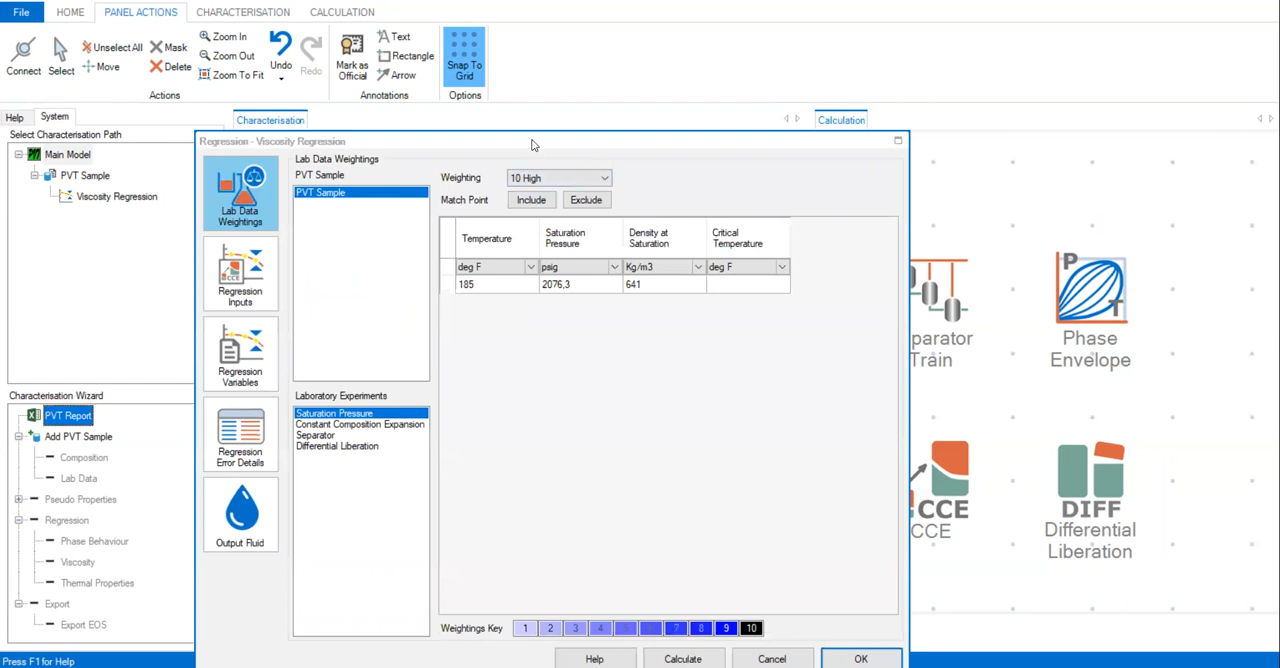 File HOME PANEL ACTIONS CHARACTERISATION CALCULATION
Connect
Select
Unselect All
Move
Mask
Delete
Actions
Zoom In
Zoom Out
Zoom To Fit
Undo
Redo
Mark as
Official
Text
Rectangle
Arrow
Annotations
Snap To
Grid
Options
Help System
Characterisation
Calculation
Select Characterisation Path
Main Model
PVT Sample
Viscosity Regression
Characterisation Wizard
PVT Report
Add PVT Sample
Composition
Lab Data
Pseudo Properties
Regression
Phase Behaviour
Viscosity
Thermal Properties
Export
Export EOS
Regression - Viscosity Regression
Lab Data
Weightings
Regression
Inputs
Regression
Variables
Regression
Error Details
Output Fluid
Lab Data Weightings
PVT Sample
PVT Sample
Laboratory Experiments
Saturation Pressure
Constant Composition Expansion
Separator
Differential Liberation
Weighting 10 High
Match Point Include Exclude
Temperature
Saturation
Pressure
Density at
Saturation
Critical
Temperature
deg F psig Kg/m3 deg F
185 2076,3 641
Weightings Key 1 2 3 4 7 8 9 10
Help Calculate Cancel OK
parator
Train
P
T
Phase
Envelope
CCE
CCE
DIFF
Differential
Liberation
Press F1 for Help